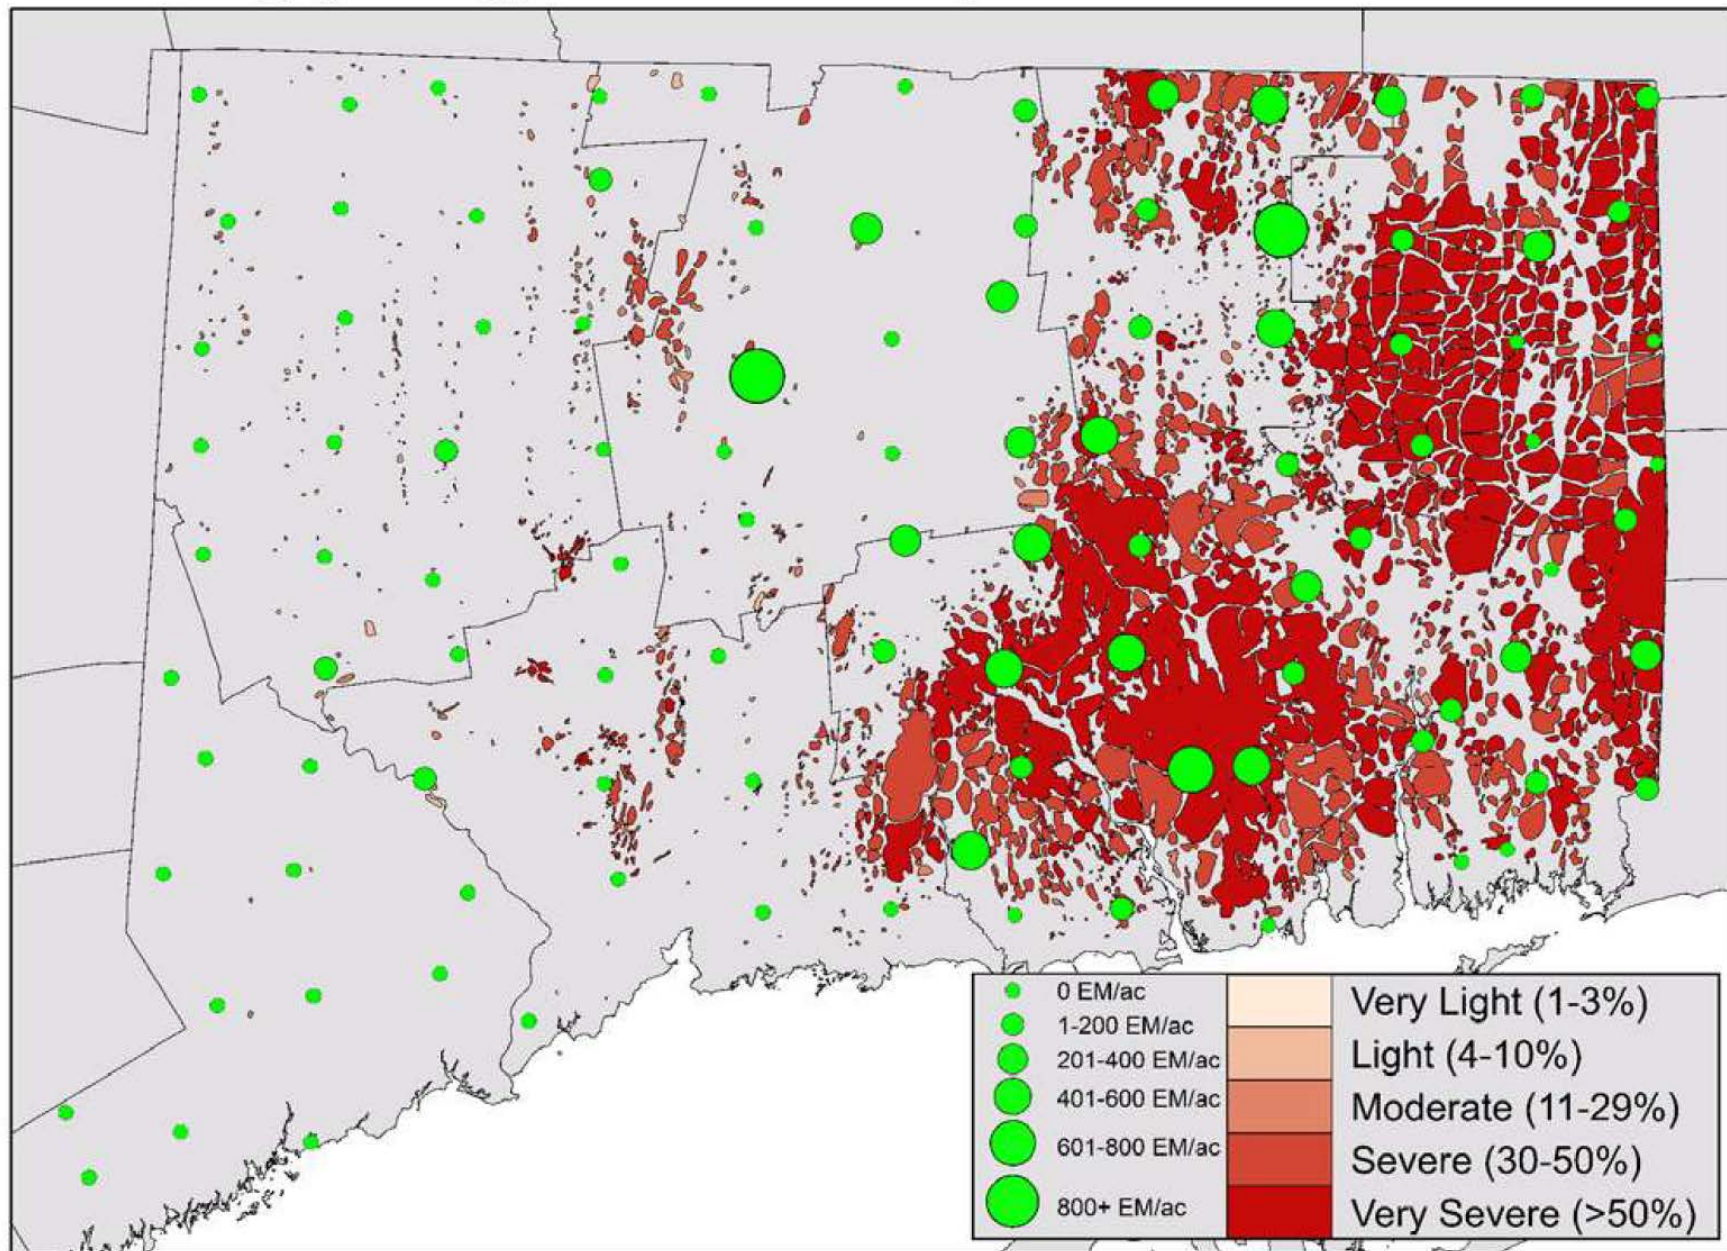 0 EM/ac
1-200 EM/ac
201-400 EM/ac
401-600 EM/ac
601-800 EM/ac
800+ EM/ac
Very Light (1-3%)
Light (4-10%)
Moderate (11-29%)
Severe (30-50%)
Very Severe (>50%)